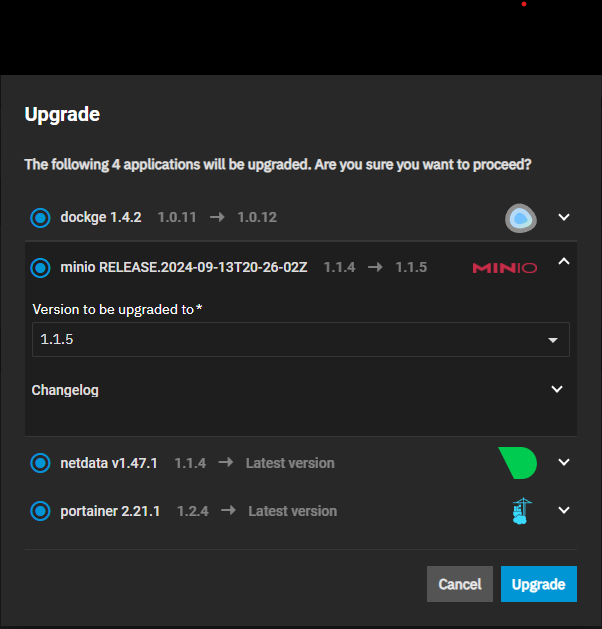 Upgrade
The following 4 applications will be upgraded. Are you sure you want to proceed?
dockge 1.4.2 1.0.11 → 1.0.12
minio RELEASE.2024-09-13T20-26-02Z 1.1.4 → 1.1.5 MINIO
Version to be upgraded to*
1.1.5
Changelog
netdata v1.47.1 1.1.4 → Latest version
portainer 2.21.1 1.2.4 → Latest version
Cancel Upgrade